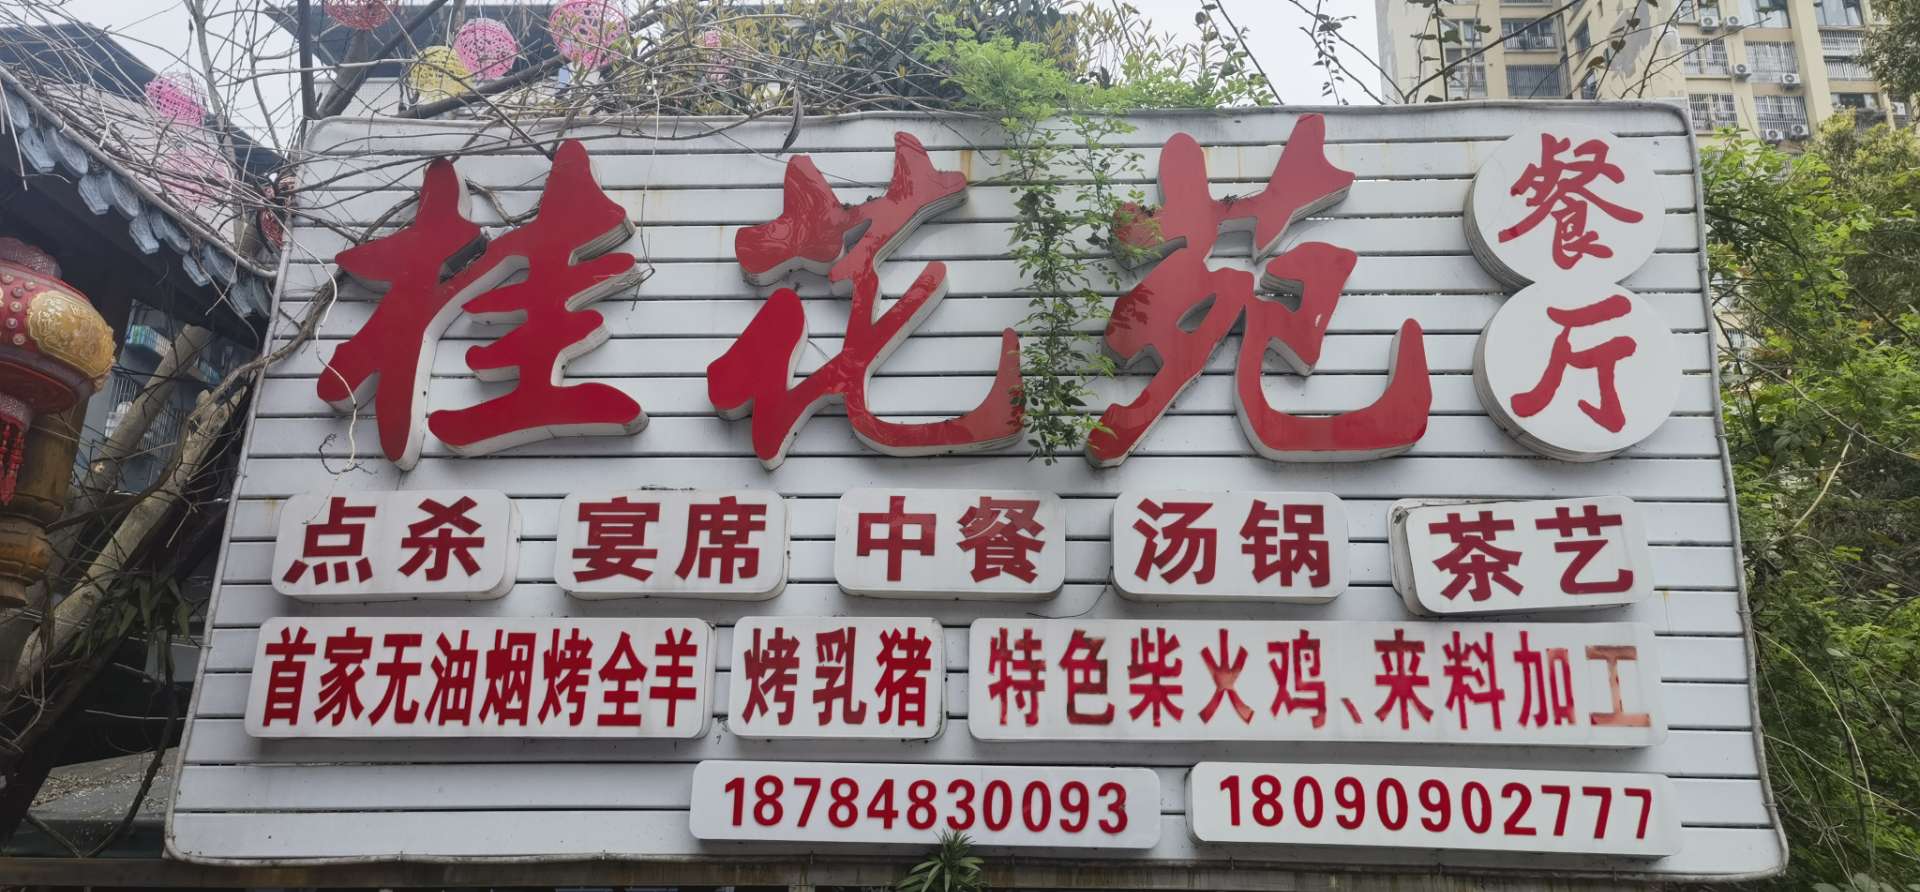 桂花苑餐厅
点杀 宴席 中餐 汤锅 茶艺
首家无油烟烤全羊 烤乳猪 特色柴火鸡、来料加工
18784830093 18090902777